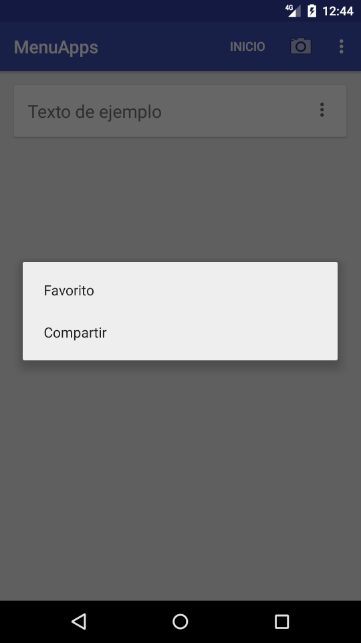 4G 12:44
MenuApps INICIO
Texto de ejemplo
Favorito
Compartir